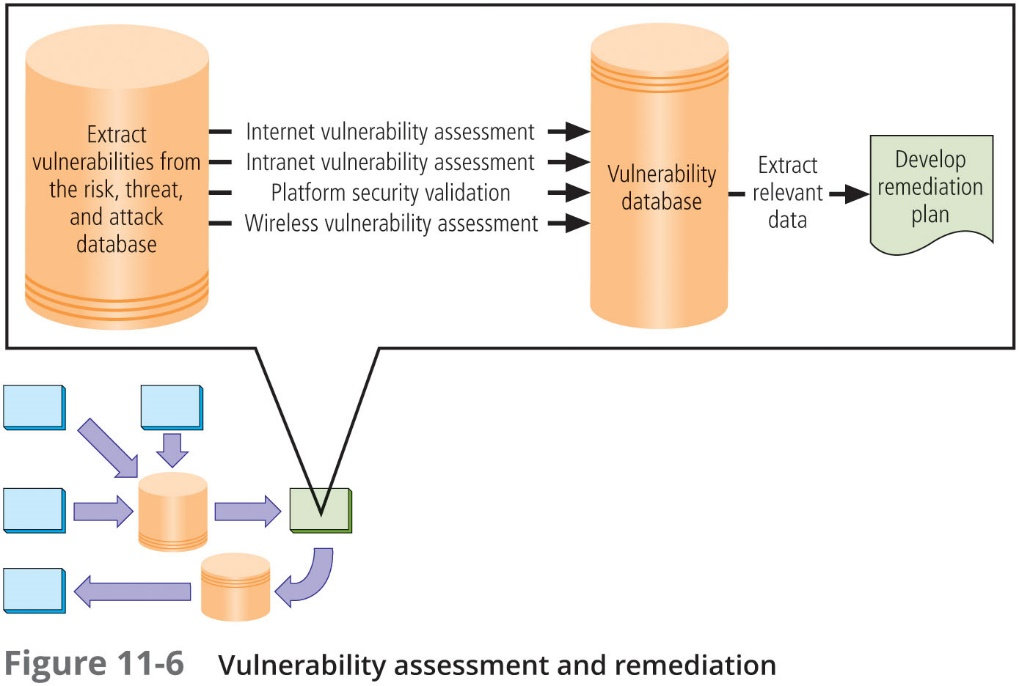 Extract
vulnerabilities from
the risk, threat,
and attack
database
Internet vulnerability assessment
Intranet vulnerability assessment
Platform security validation
Wireless vulnerability assessment
Vulnerability
database
Extract
relevant
data
Develop
remediation
plan
Figure 11-6 Vulnerability assessment and remediation